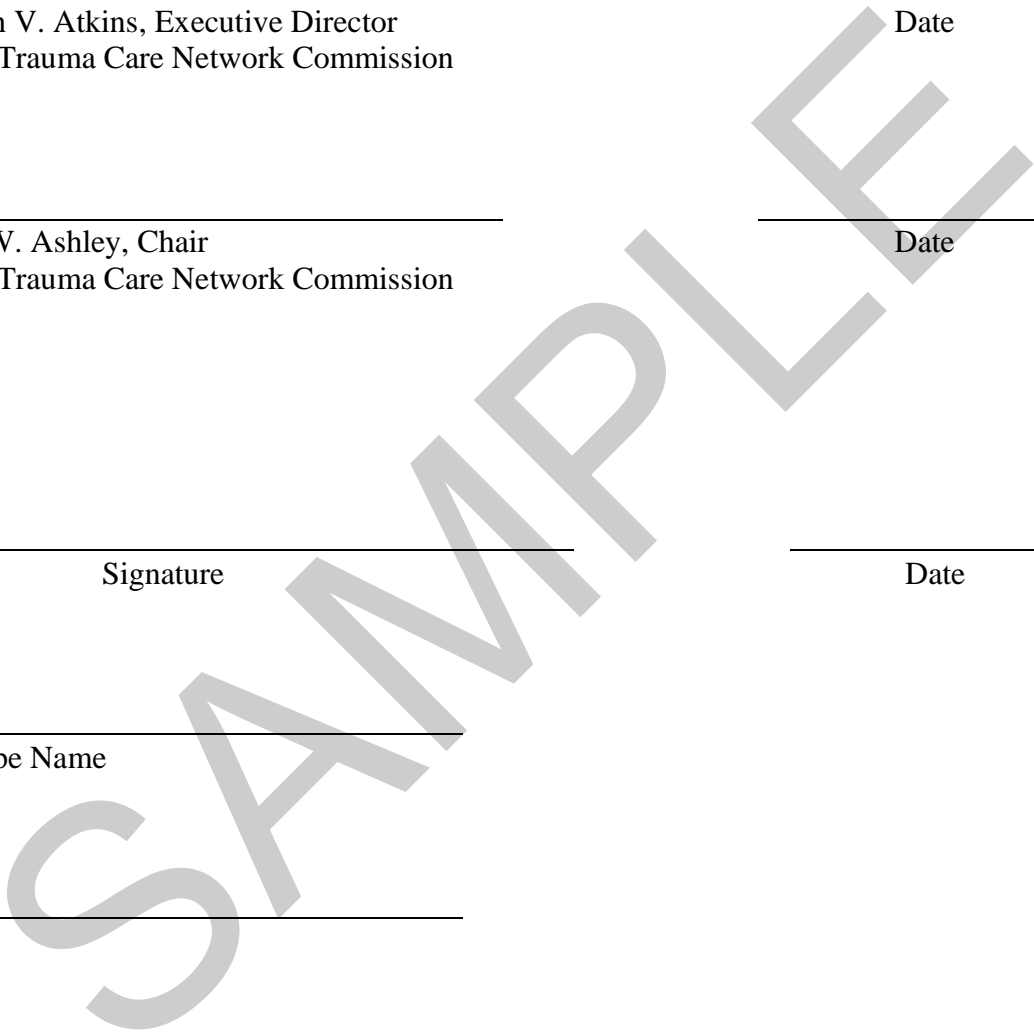 V. Atkins, Executive Director Date
Trauma Care Network Commission
W. Ashley, Chair Date
Trauma Care Network Commission
Signature Date
Name
SAMPLE